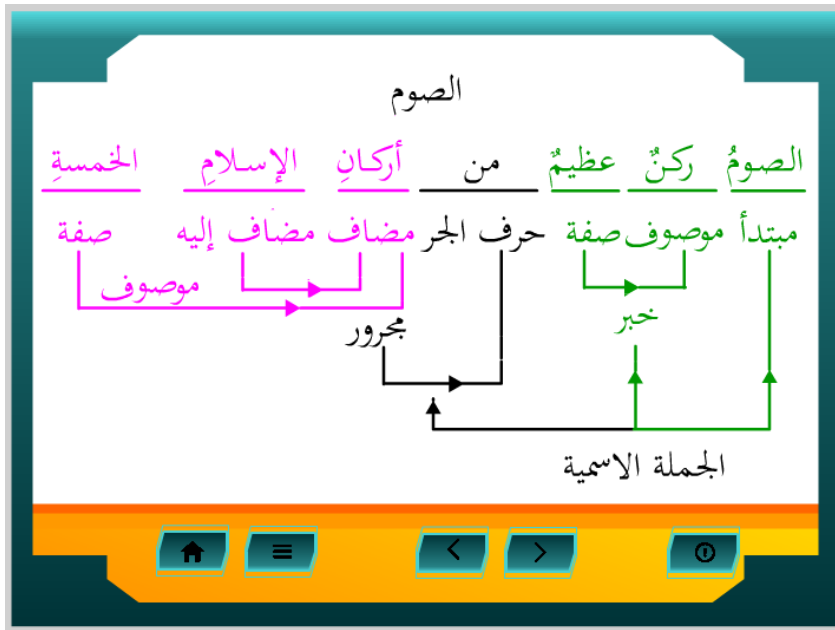 الصوم
الصومُ ركنٌ عظيمٌ من أركانِ الإسلامِ الخمسةِ
مبتدأ موصوف صفة حرف الجر مضاف مضاف إليه صفة
موصوف
خبر
مجرور
الجملة الاسمية